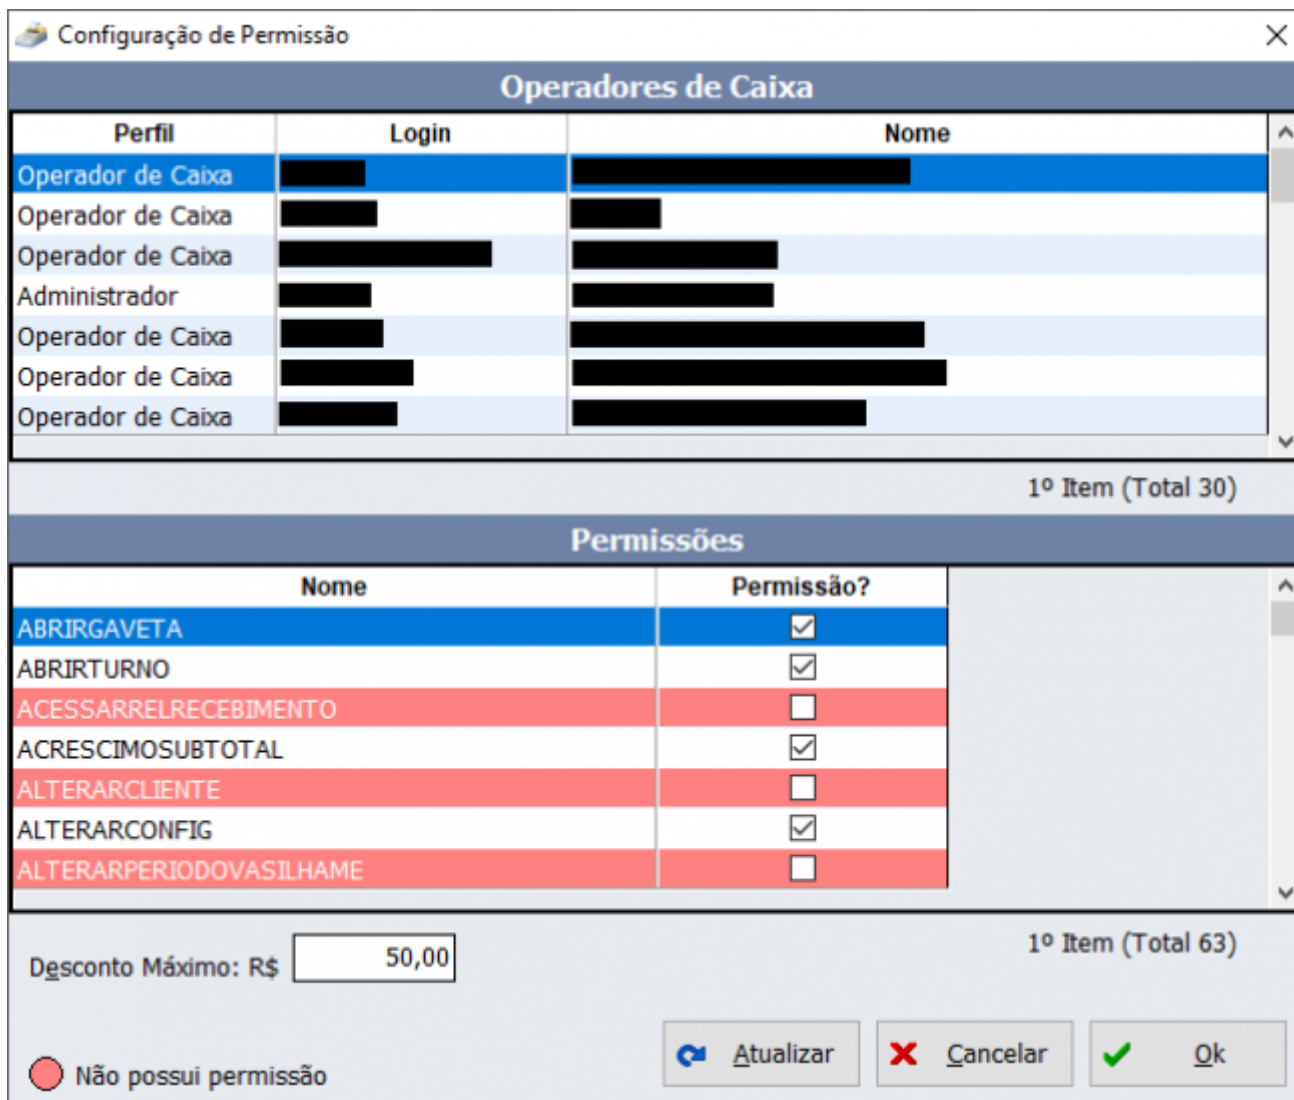 Configuração de Permissão
Operadores de Caixa
Perfil Login Nome
Operador de Caixa
Operador de Caixa
Operador de Caixa
Administrador
Operador de Caixa
Operador de Caixa
Operador de Caixa
1º Item (Total 30)
Permissões
Nome Permissão?
ABRIRGAVETA
ABRIRTURNO
ACESSARRELRECEBIMENTO
ACRESCIMOSUBTOTAL
ALTERARCLIENTE
ALTERARCONFIG
ALTERARPERIODOVASILHAME
1º Item (Total 63)
Desconto Máximo: R$ 50,00
Não possui permissão
Atualizar Cancelar Ok